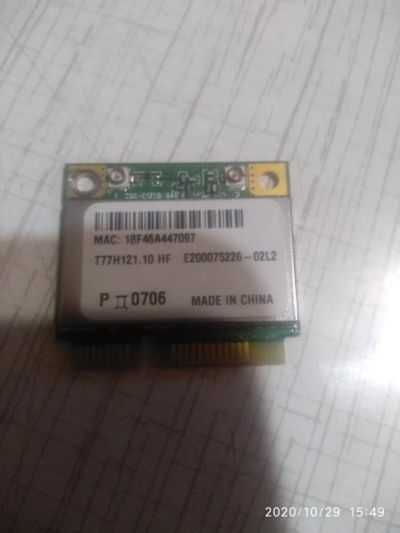 MAC: 18F46A447097
T77H121.10 HF E200075226-02L2
P 0706 MADE IN CHINA
2020/10/29 15:49